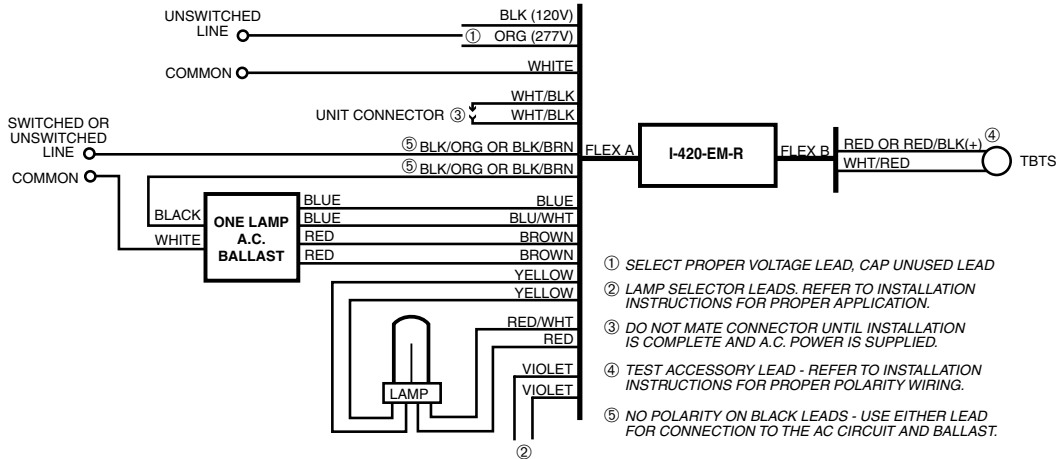 UNSWITCHED
LINE
BLK (120V)
① ORG (277V)
COMMON
WHITE
WHT/BLK
UNIT CONNECTOR ③
WHT/BLK
SWITCHED OR
UNSWITCHED
LINE
⑤ BLK/ORG OR BLK/BRN
COMMON
⑤ BLK/ORG OR BLK/BRN
FLEX A
I-420-EM-R
FLEX B
RED OR RED/BLK(+)
④
WHT/RED
TBTS
BLACK
WHITE
ONE LAMP
A.C.
BALLAST
BLUE
BLUE
BLUE
BLU/WHT
RED
BROWN
RED
BROWN
YELLOW
YELLOW
RED/WHT
RED
LAMP
VIOLET
VIOLET
②
① SELECT PROPER VOLTAGE LEAD, CAP UNUSED LEAD
② LAMP SELECTOR LEADS. REFER TO INSTALLATION
INSTRUCTIONS FOR PROPER APPLICATION.
③ DO NOT MATE CONNECTOR UNTIL INSTALLATION
IS COMPLETE AND A.C. POWER IS SUPPLIED.
④ TEST ACCESSORY LEAD - REFER TO INSTALLATION
INSTRUCTIONS FOR PROPER POLARITY WIRING.
⑤ NO POLARITY ON BLACK LEADS - USE EITHER LEAD
FOR CONNECTION TO THE AC CIRCUIT AND BALLAST.